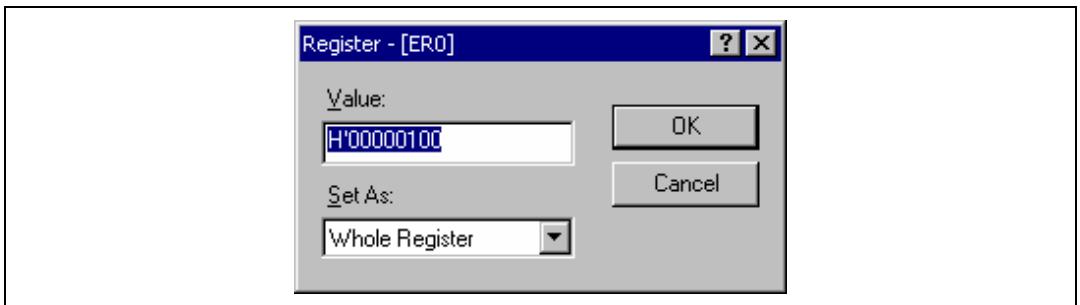 Register - [ER0]
Value:
H'00000100
OK
Cancel
Set As:
Whole Register